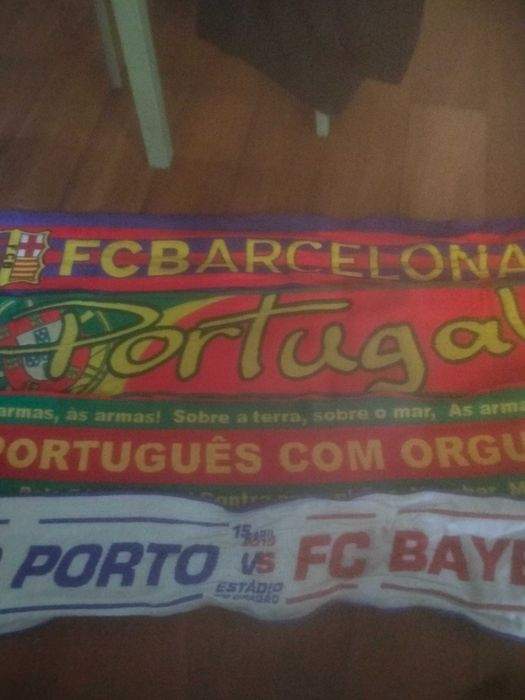 FCBARCELONA
Portugal
armas, às armas! Sobre a terra, sobre o mar, As arma
PORTUGUÊS COM ORGU
Contra
PORTO
15
VS
ESTÁDIO
FC BAYE